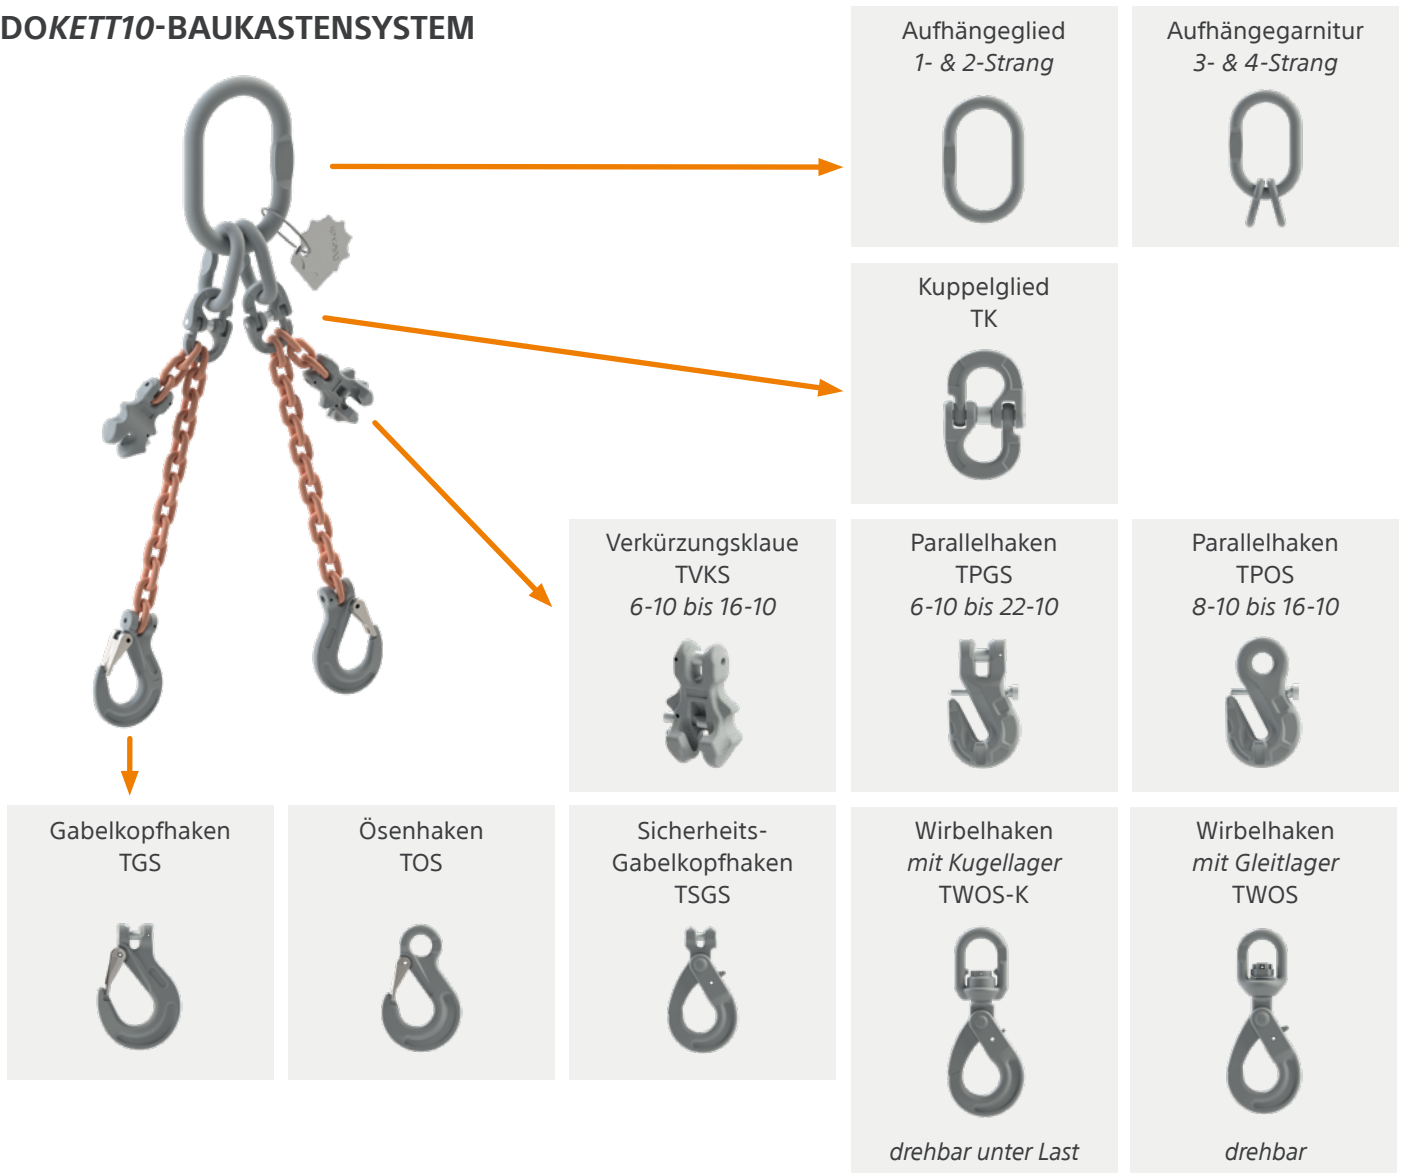 DOKETT10-BAUKASTENSYSTEM
Aufhängeglied
1- & 2-Strang
Aufhängegarnitur
3- & 4-Strang
Kuppelglied
TK
Verkürzungsklaue
TVKS
6-10 bis 16-10
Parallelhaken
TPGS
6-10 bis 22-10
Parallelhaken
TPOS
8-10 bis 16-10
Gabelkopfhaken
TGS
Ösenhaken
TOS
Sicherheits-
Gabelkopfhaken
TSGS
Wirbelhaken
mit Kugellager
TWOS-K
drehbar unter Last
Wirbelhaken
mit Gleitlager
TWOS
drehbar